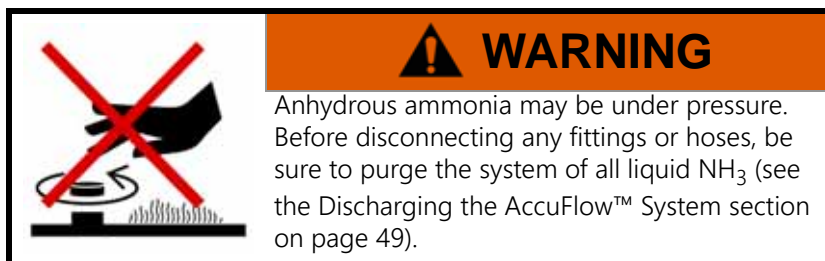 WARNING
Anhydrous ammonia may be under pressure.
Before disconnecting any fittings or hoses, be
sure to purge the system of all liquid NH₃ (see
the Discharging the AccuFlow™ System section
on page 49).